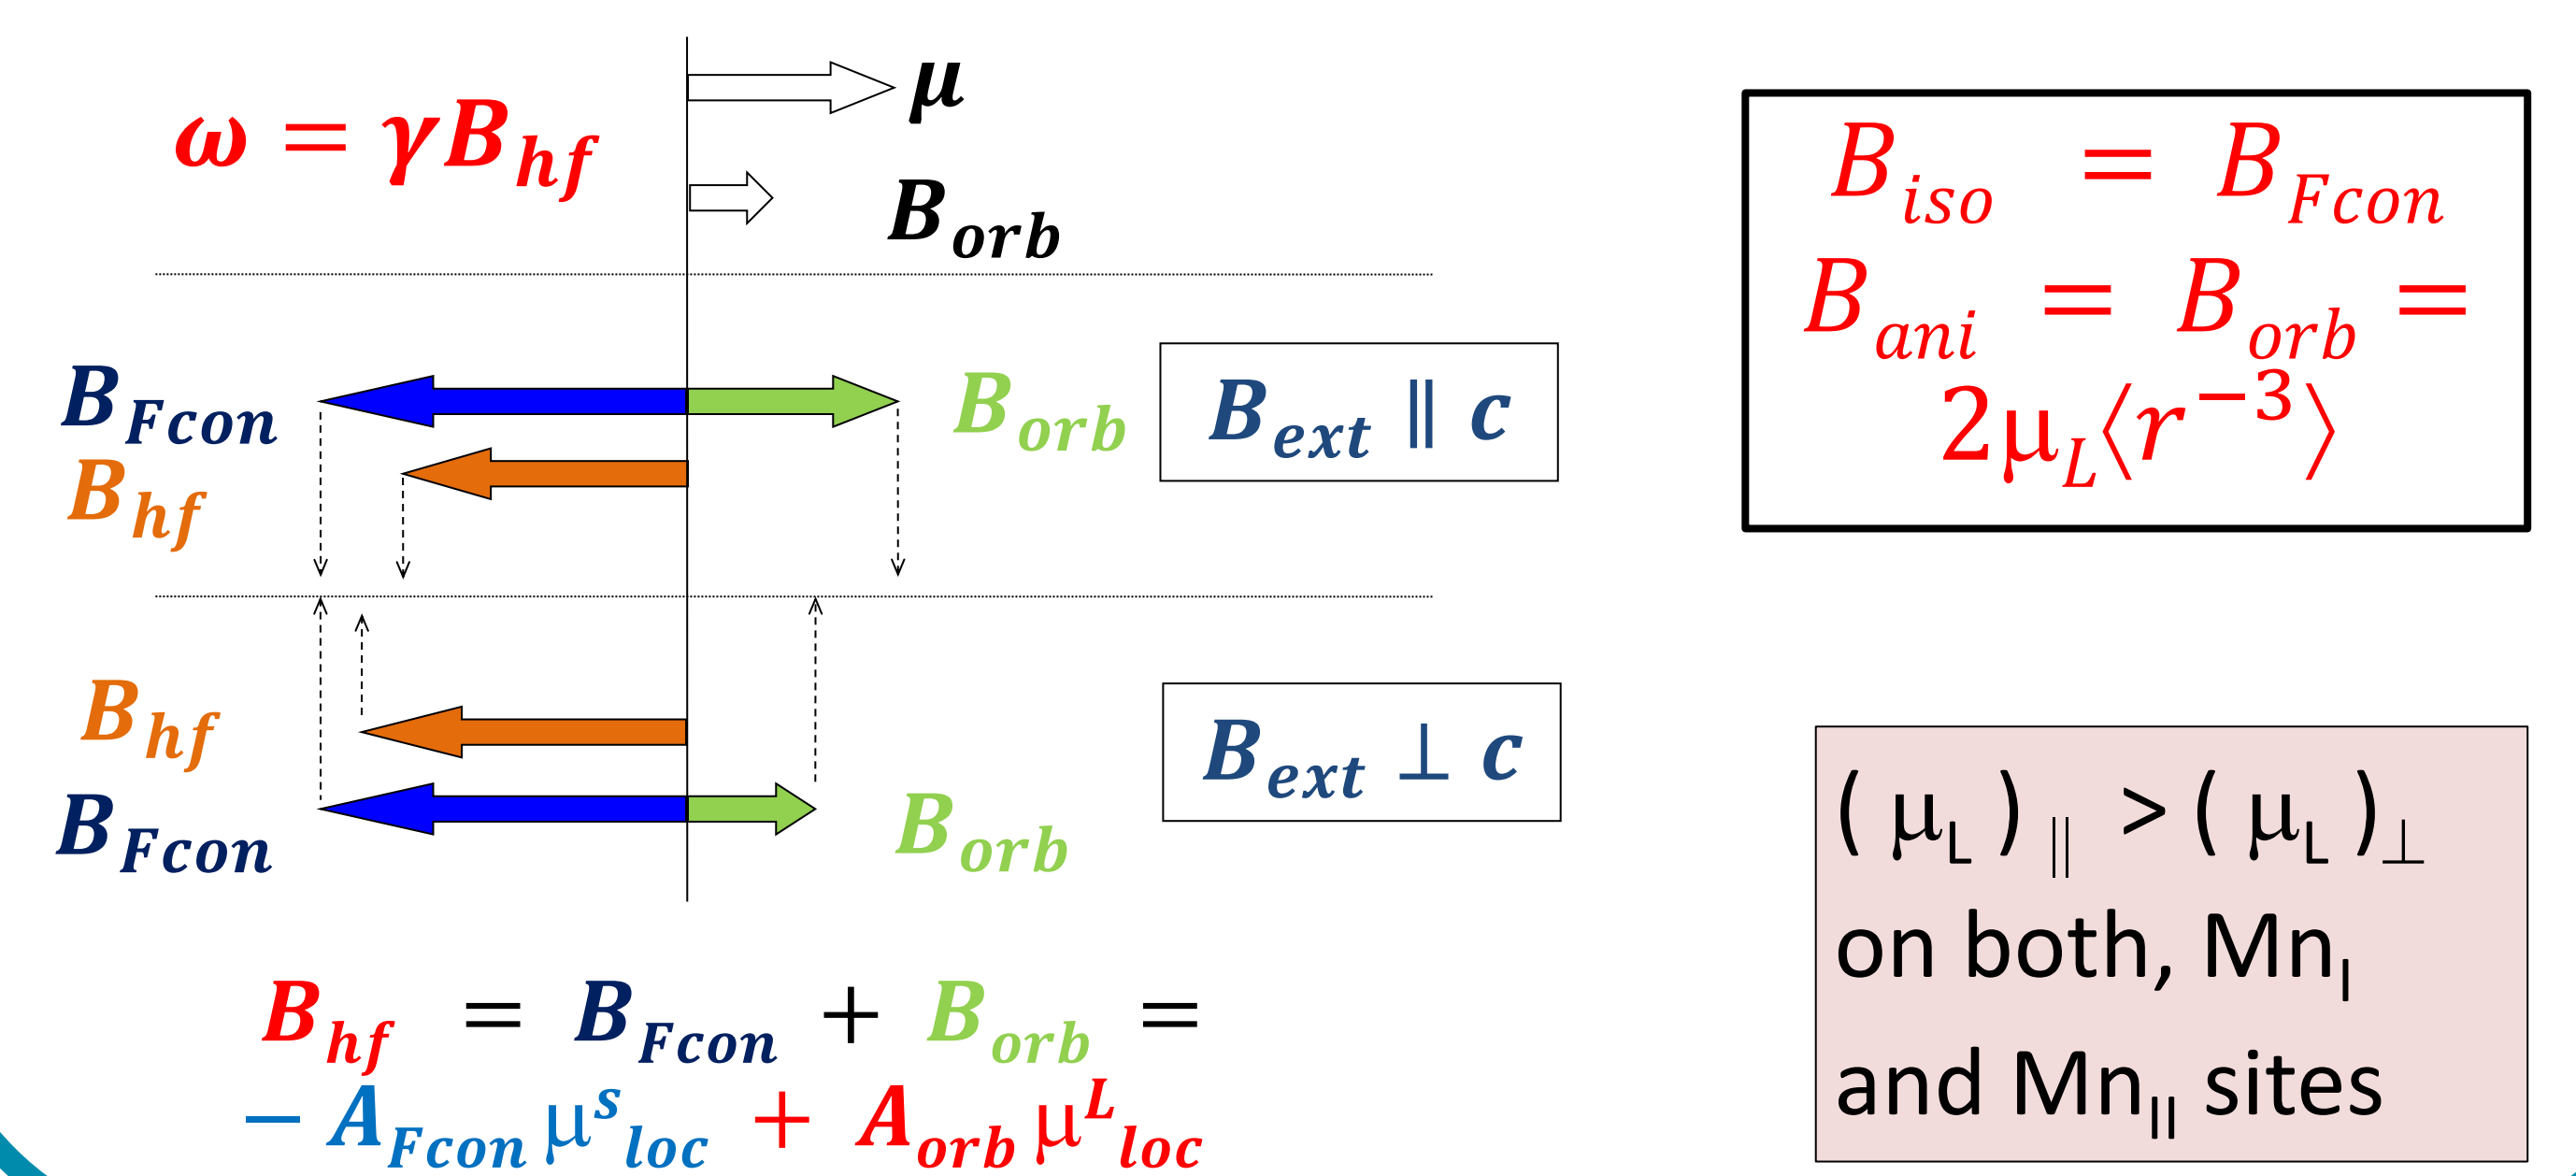 ω = γB_hf
μ
B_orb
B_Fcon
B_orb
B_ext ∥ c
B_hf
B_hf
B_ext ⊥ c
B_Fcon
B_orb
B_hf = B_Fcon + B_orb =
− A_Fcon μ^s_loc + A_orb μ^L_loc
B_iso = B_Fcon
B_ani = B_orb =
2μ_L⟨r^−3⟩
( μ_L )_∥ > ( μ_L )_⊥
on both, Mn_I
and Mn_II sites